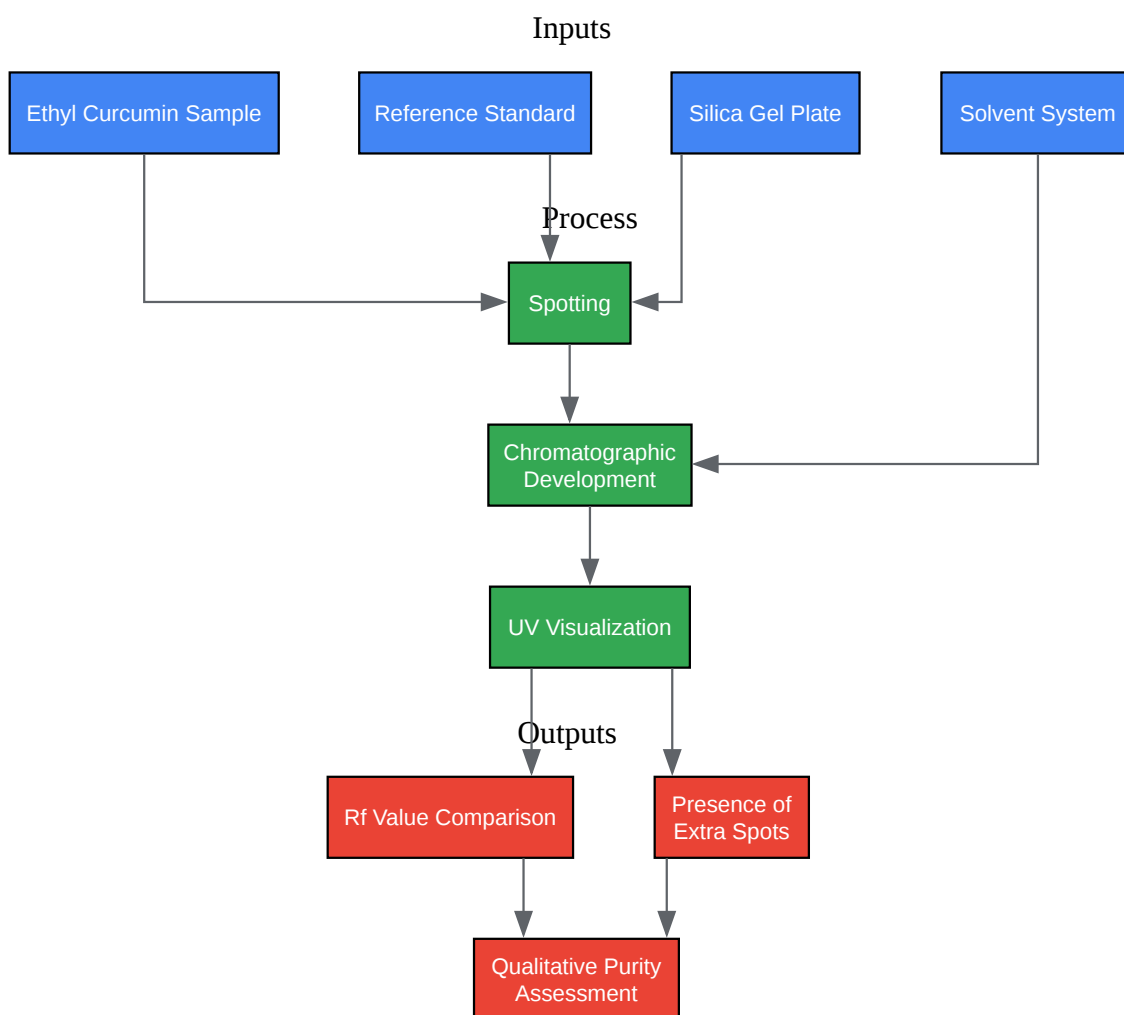 Inputs
Ethyl Curcumin Sample
Reference Standard
Silica Gel Plate
Solvent System
Process
Spotting
Chromatographic
Development
UV Visualization
Outputs
Rf Value Comparison
Presence of
Extra Spots
Qualitative Purity
Assessment